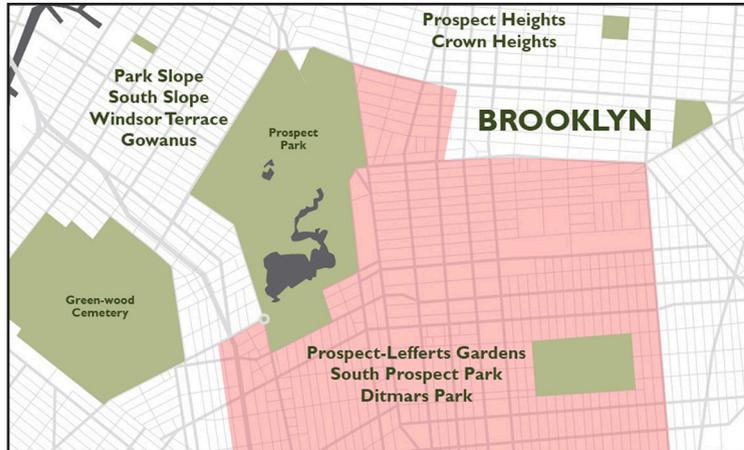 Prospect Heights
Crown Heights
Park Slope
South Slope
Windsor Terrace
Gowanus
BROOKLYN
Prospect
Park
Green-wood
Cemetery
Prospect-Lefferts Gardens
South Prospect Park
Ditmars Park